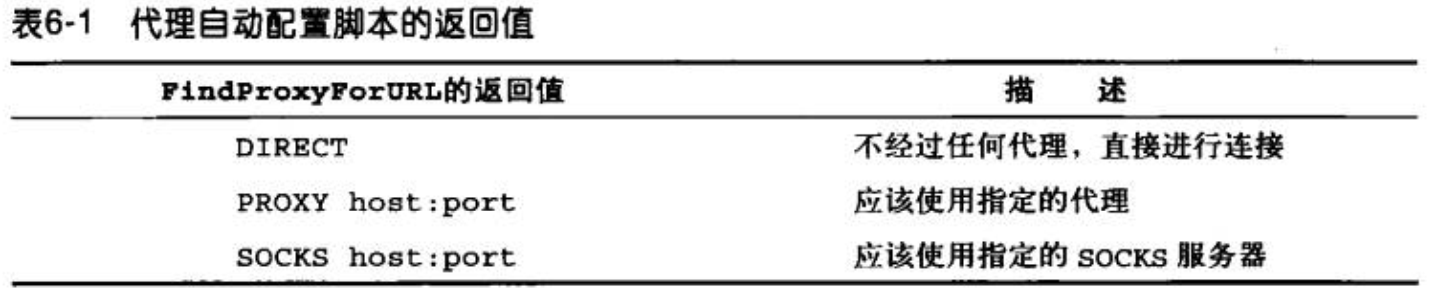 表6-1 代理自动配置脚本的返回值
FindProxyForURL的返回值 描 述
DIRECT 不经过任何代理，直接进行连接
PROXY host:port 应该使用指定的代理
SOCKS host:port 应该使用指定的 SOCKS 服务器